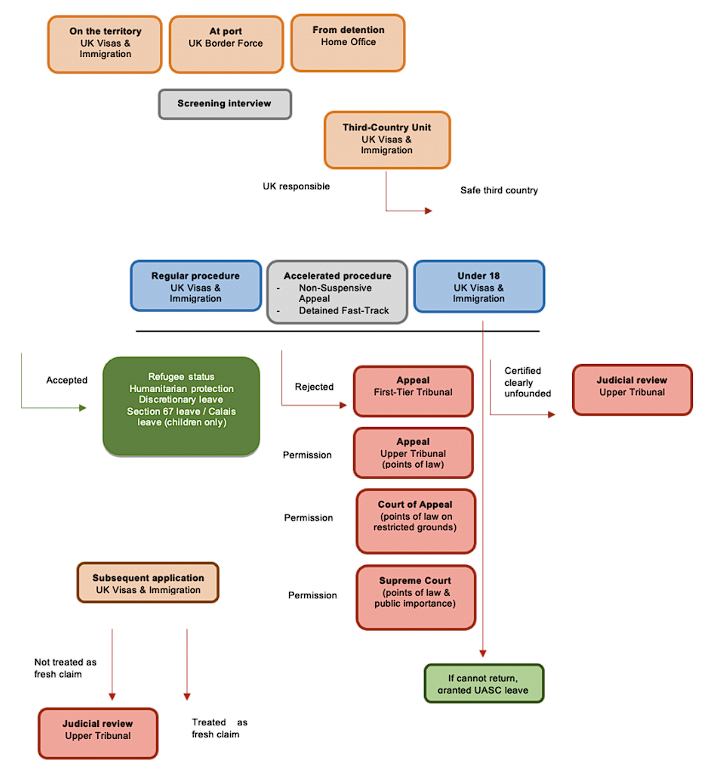 On the territory
UK Visas &
Immigration
At port
UK Border Force
From detention
Home Office
Screening interview
Third-Country Unit
UK Visas &
Immigration
UK responsible
Safe third country
Regular procedure
UK Visas &
Immigration
Accelerated procedure
- Non-Suspensive
Appeal
- Detained Fast-Track
Under 18
UK Visas &
Immigration
Accepted
Refugee status
Humanitarian protection
Discretionary leave
Section 67 leave / Calais
leave (children only)
Rejected
Appeal
First-Tier Tribunal
Certified
clearly
unfounded
Judicial review
Upper Tribunal
Permission
Appeal
Upper Tribunal
(points of law)
Permission
Court of Appeal
(points of law on
restricted grounds)
Permission
Supreme Court
(points of law &
public importance)
Subsequent application
UK Visas & Immigration
Not treated as
fresh claim
Judicial review
Upper Tribunal
Treated as
fresh claim
If cannot return,
granted UASC leave